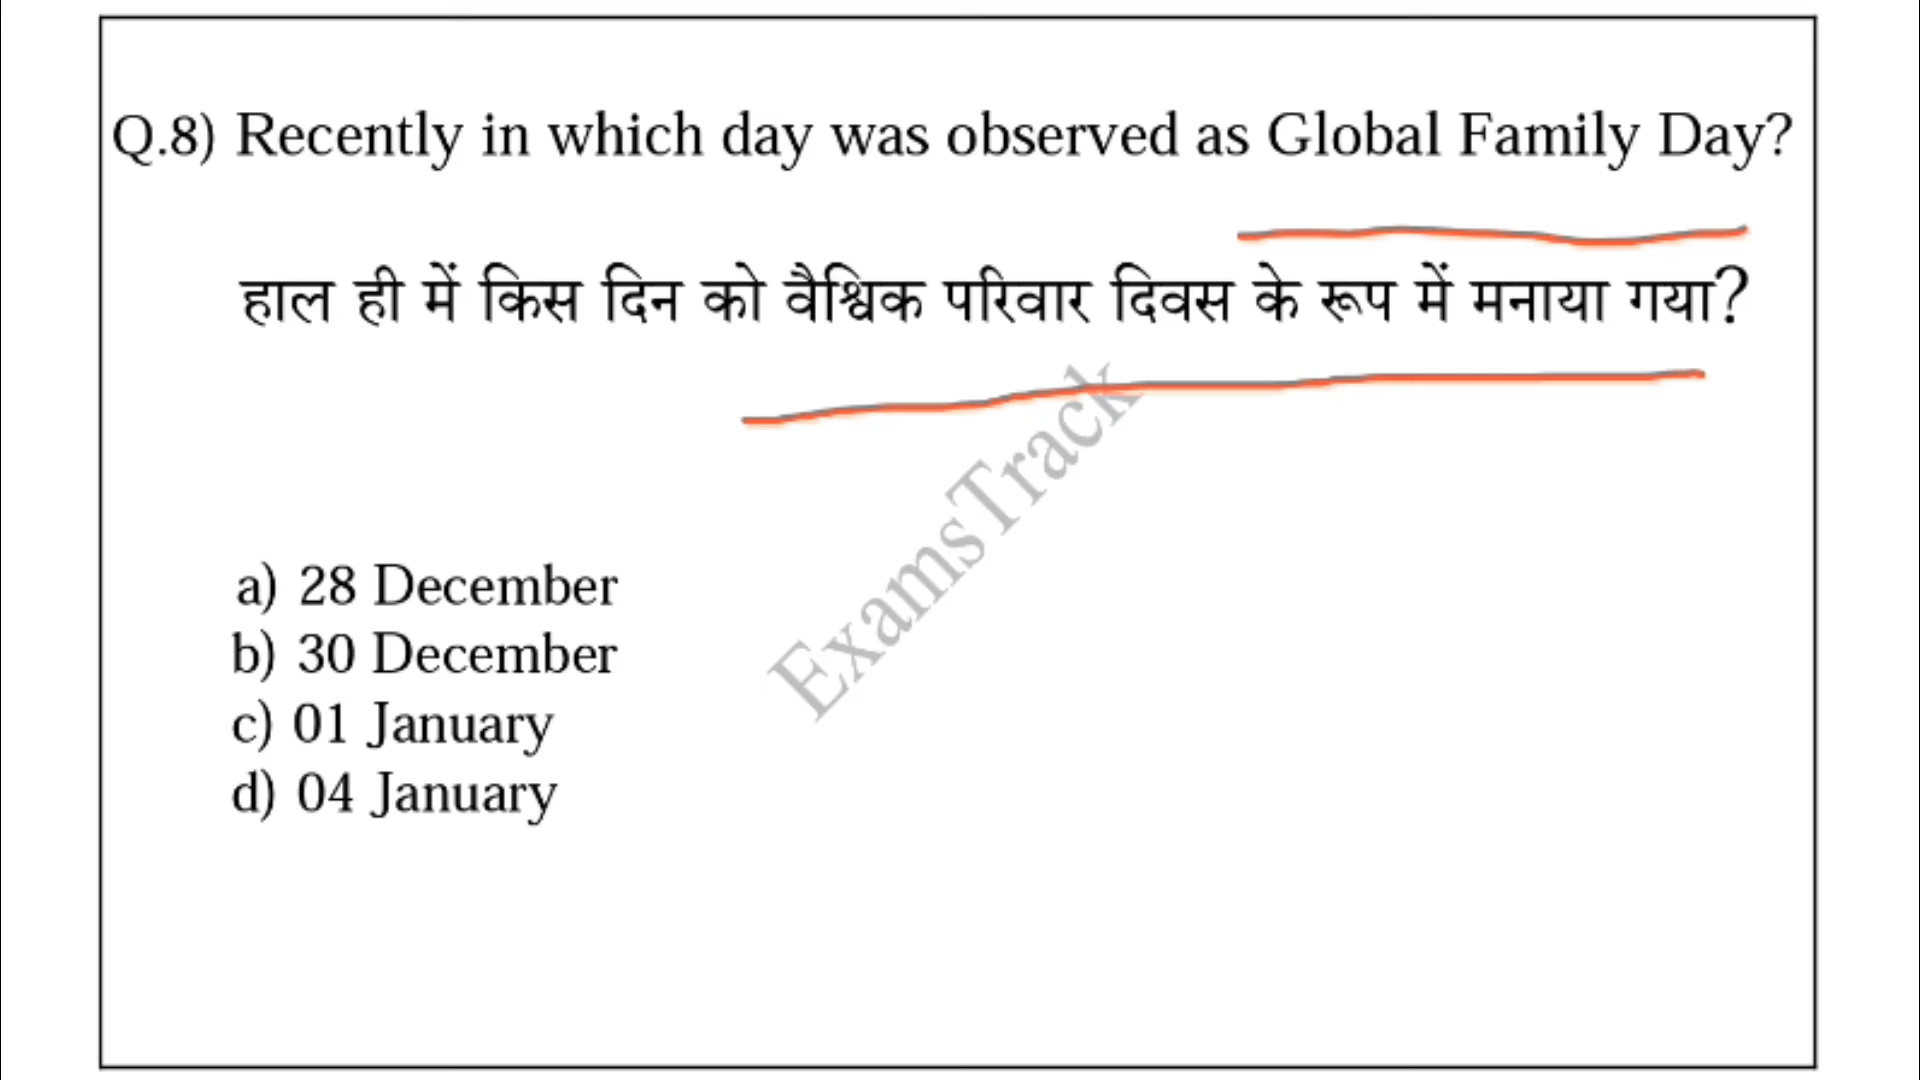 Q.8) Recently in which day was observed as Global Family Day?
हाल ही में किस दिन को वैश्विक परिवार दिवस के रूप में मनाया गया?
ExamsTrack
a) 28 December
b) 30 December
c) 01 January
d) 04 January